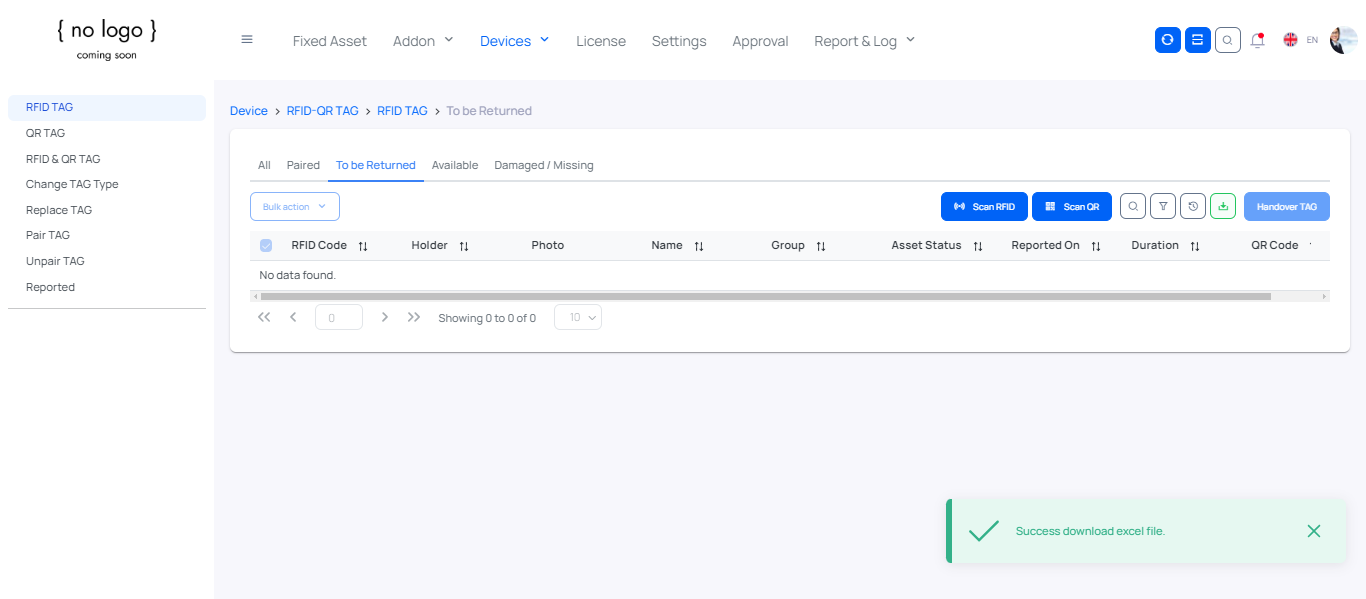 { no logo }
coming soon
Fixed Asset
Addon
Devices
License
Settings
Approval
Report & Log
EN
RFID TAG
QR TAG
RFID & QR TAG
Change TAG Type
Replace TAG
Pair TAG
Unpair TAG
Reported
Device > RFID-QR TAG > RFID TAG > To be Returned
All
Paired
To be Returned
Available
Damaged / Missing
Bulk action
Scan RFID
Scan QR
Handover TAG
RFID Code
Holder
Photo
Name
Group
Asset Status
Reported On
Duration
QR Code
No data found.
0
Showing 0 to 0 of 0
10
Success download excel file.